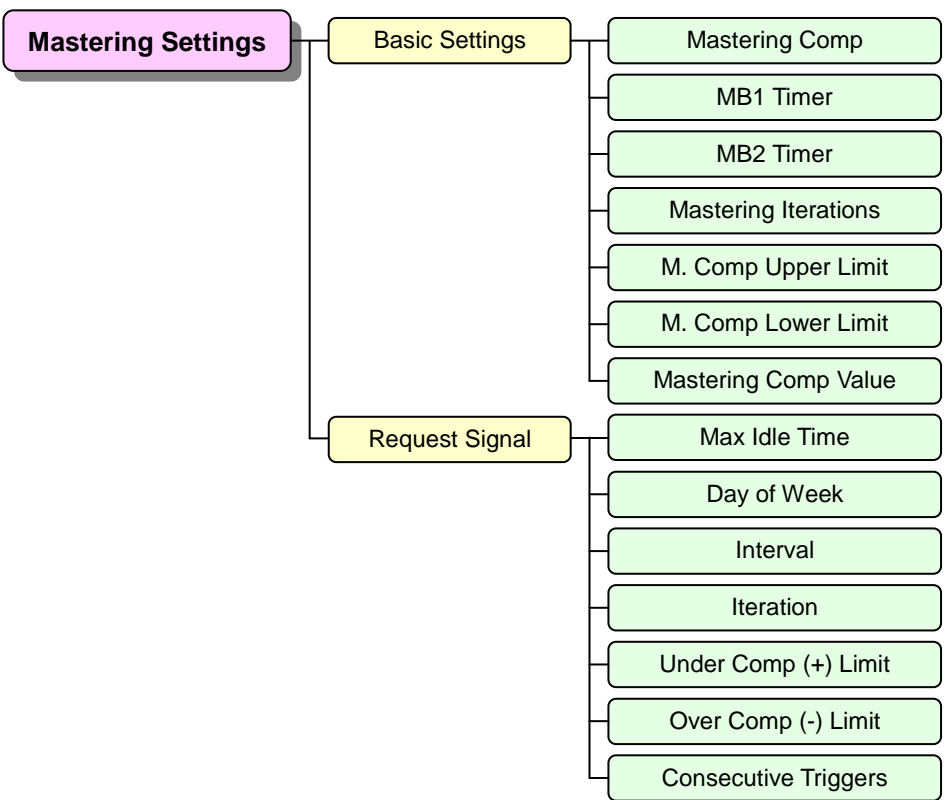 Mastering Settings
Basic Settings
Mastering Comp
MB1 Timer
MB2 Timer
Mastering Iterations
M. Comp Upper Limit
M. Comp Lower Limit
Mastering Comp Value
Request Signal
Max Idle Time
Day of Week
Interval
Iteration
Under Comp (+) Limit
Over Comp (-) Limit
Consecutive Triggers